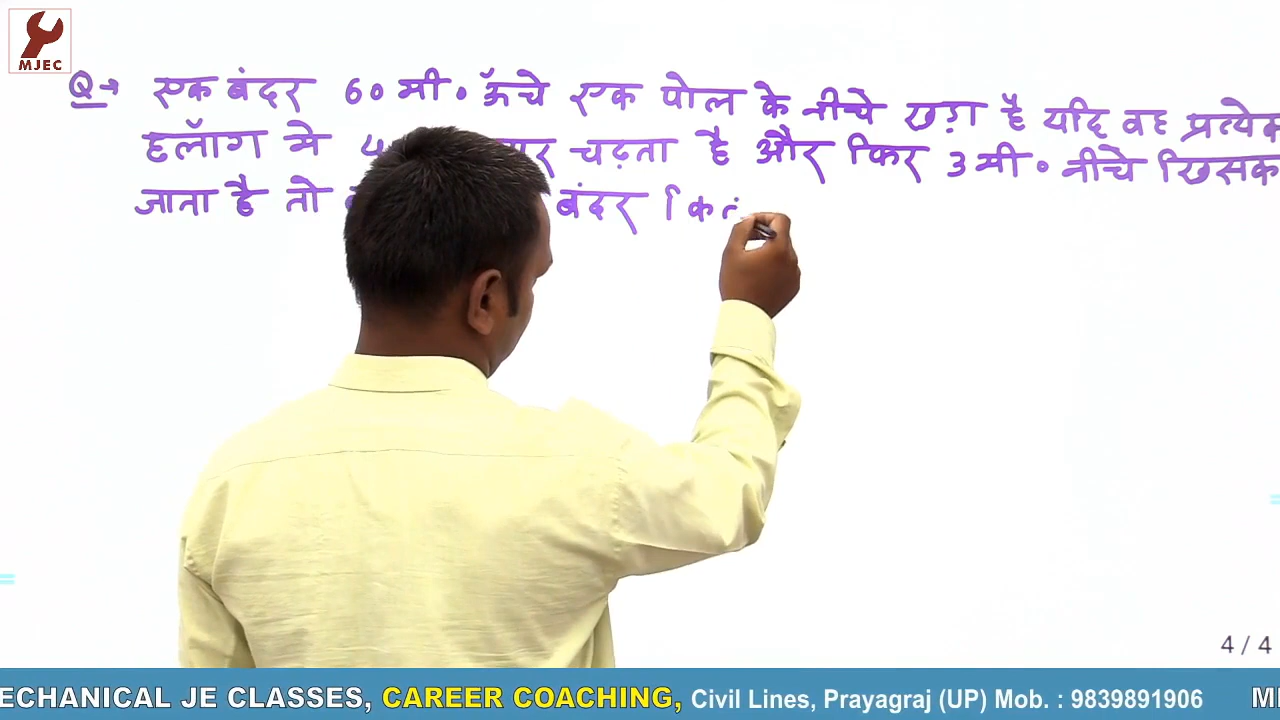 MJEC
Q→ एक बंदर 60 मी. ऊँचे एक पोल के नीचे खड़ा है यदि वह प्रत्येक
छलाँग मे 4 चढ़ता है और फिर 3 मी. नीचे खिसक
जाता है तो बंदर
4 / 4
MECHANICAL JE CLASSES, CAREER COACHING, Civil Lines, Prayagraj (UP) Mob. : 9839891906